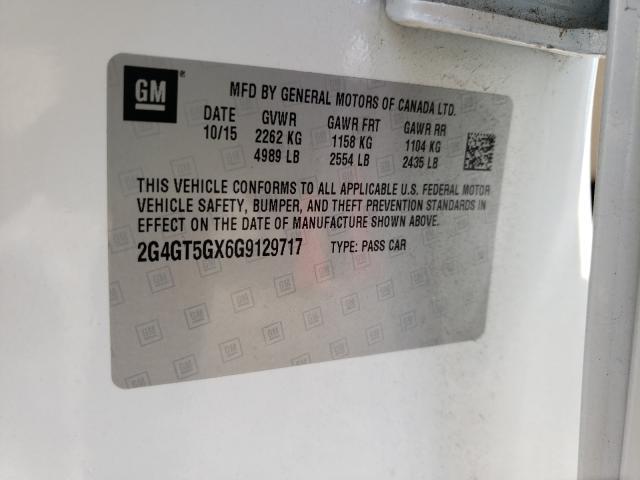 GM
MFD BY GENERAL MOTORS OF CANADA LTD.
DATE GVWR GAWR FRT GAWR RR
10/15 2262 KG 1158 KG 1104 KG
4989 LB 2554 LB 2435 LB
THIS VEHICLE CONFORMS TO ALL APPLICABLE U.S. FEDERAL MOTOR
VEHICLE SAFETY, BUMPER, AND THEFT PREVENTION STANDARDS IN
EFFECT ON THE DATE OF MANUFACTURE SHOWN ABOVE.
2G4GT5GX6G9129717 TYPE: PASS CAR